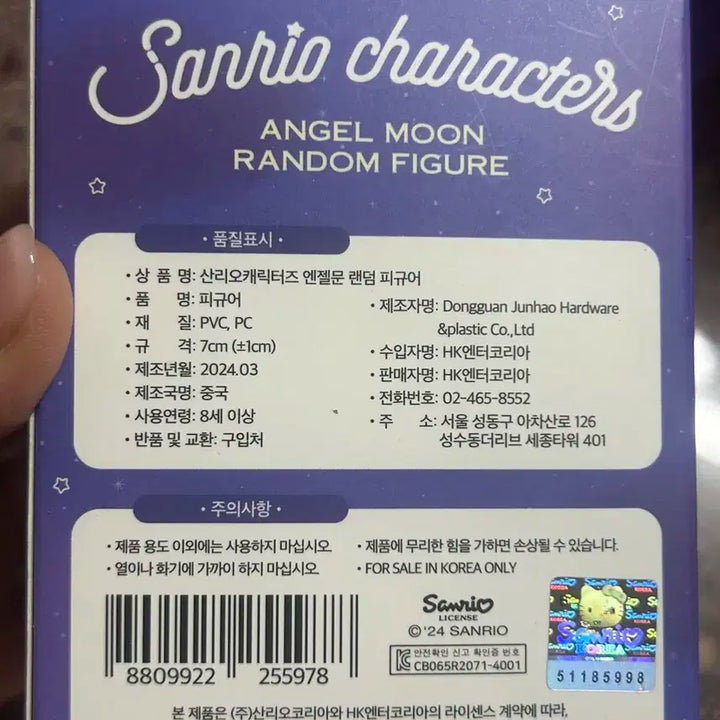 Sanrio characters
ANGEL MOON
RANDOM FIGURE
• 품질표시 •
• 상 품 명: 산리오캐릭터즈 엔젤문 랜덤 피규어
• 품 명: 피규어
• 재 질: PVC, PC
• 규 격: 7cm (±1cm)
• 제조년월: 2024.03
• 제조국명: 중국
• 사용연령: 8세 이상
• 반품 및 교환: 구입처
• 제조자명: Dongguan Junhao Hardware
&plastic Co.,Ltd
• 수입자명: HK엔터코리아
• 판매자명: HK엔터코리아
• 전화번호: 02-465-8552
• 주 소: 서울 성동구 아차산로 126
성수동더리브 세종타워 401
• 주의사항 •
• 제품 용도 이외에는 사용하지 마십시오.
• 열이나 화기에 가까이 하지 마십시오.
• 제품에 무리한 힘을 가하면 손상될 수 있습니다.
• FOR SALE IN KOREA ONLY
8809922 255978
Sanrio
LICENSE
© '24 SANRIO
안전확인 신고 확인증 번호
CB065R2071-4001
Sanrio
KOREA
51185998
본 제품은 (주)산리오코리아와 HK엔터코리아의 라이센스 계약에 따라,